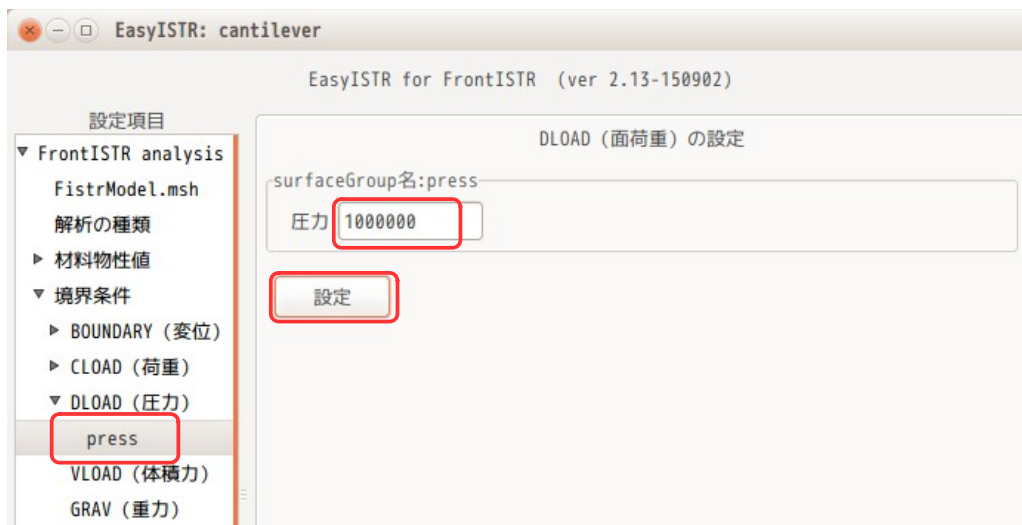 EasyISTR: cantilever
EasyISTR for FrontISTR (ver 2.13-150902)
設定項目
FrontISTR analysis
FistrModel.msh
解析の種類
材料物性値
境界条件
BOUNDARY (変位)
CLOAD (荷重)
DLOAD (圧力)
press
VLOAD (体積力)
GRAV (重力)
DLOAD (面荷重) の設定
surfaceGroup名:press
圧力 1000000
設定